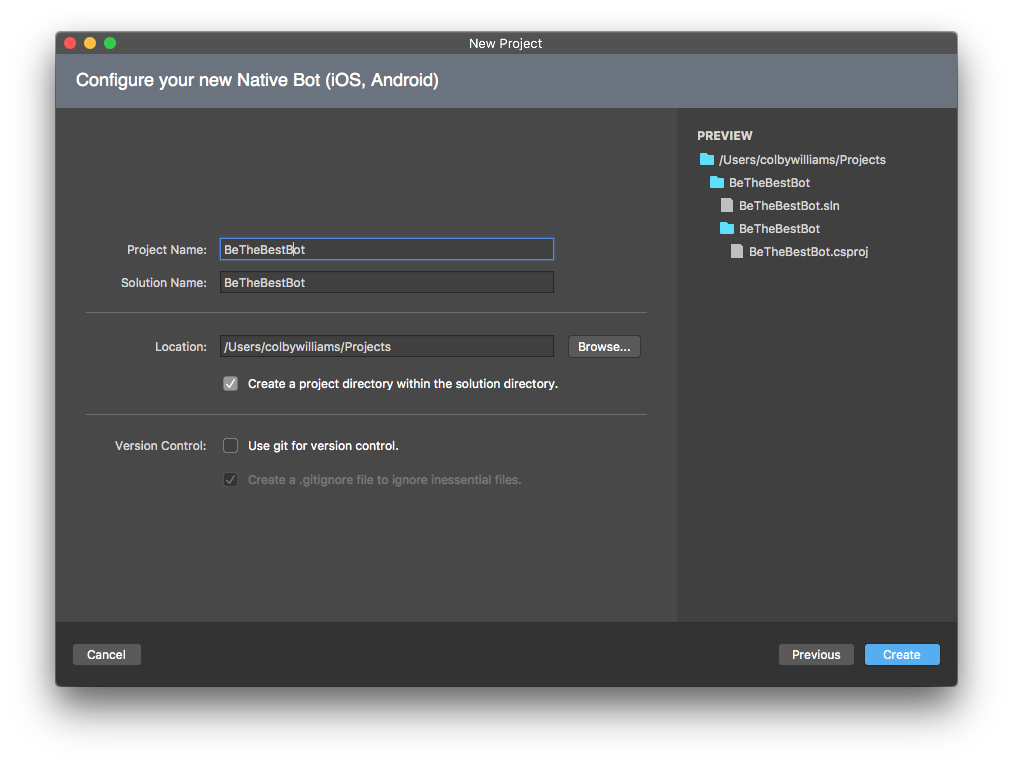 New Project
Configure your new Native Bot (iOS, Android)
PREVIEW
/Users/colbywilliams/Projects
BeTheBestBot
BeTheBestBot.sln
BeTheBestBot
BeTheBestBot.csproj
Project Name: BeTheBestBot
Solution Name: BeTheBestBot
Location: /Users/colbywilliams/Projects Browse...
Create a project directory within the solution directory.
Version Control: Use git for version control.
Create a .gitignore file to ignore inessential files.
Cancel Previous Create